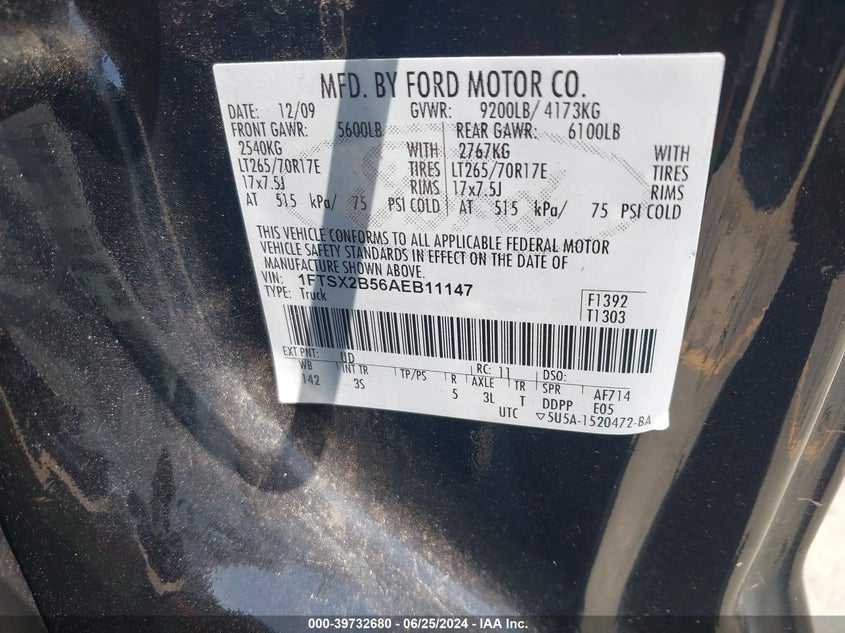 MFD. BY FORD MOTOR CO.
DATE: 12/09 GVWR: 9200LB/ 4173KG
FRONT GAWR: 5600LB REAR GAWR: 6100LB
2540KG WITH 2767KG WITH
LT265/70R17E TIRES LT265/70R17E TIRES
17x7.5J RIMS 17x7.5J RIMS
AT 515 kPa/ 75 PSI COLD AT 515 kPa/ 75 PSI COLD
THIS VEHICLE CONFORMS TO ALL APPLICABLE FEDERAL MOTOR
VEHICLE SAFETY STANDARDS IN EFFECT ON THE DATE OF
MANUFACTURE SHOWN ABOVE.
VIN: 1FTSX2B56AEB11147
TYPE: Truck
F1392
T1303
EXT PNT: UD RC: 11 DSO:
WB INT TR TP/PS R AXLE TR SPR AF714
142 3S 5 3L T DDPP E05
UTC ▽5U5A-1520472-BA
000-39732680 - 06/25/2024 - IAA Inc.